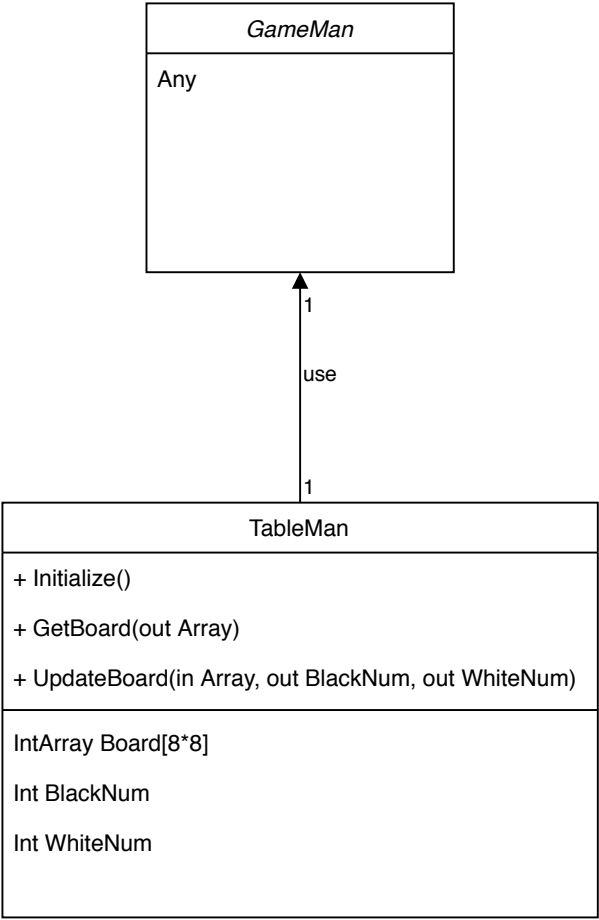 GameMan
Any
1
use
1
TableMan
+ Initialize()
+ GetBoard(out Array)
+ UpdateBoard(in Array, out BlackNum, out WhiteNum)
IntArray Board[8*8]
Int BlackNum
Int WhiteNum